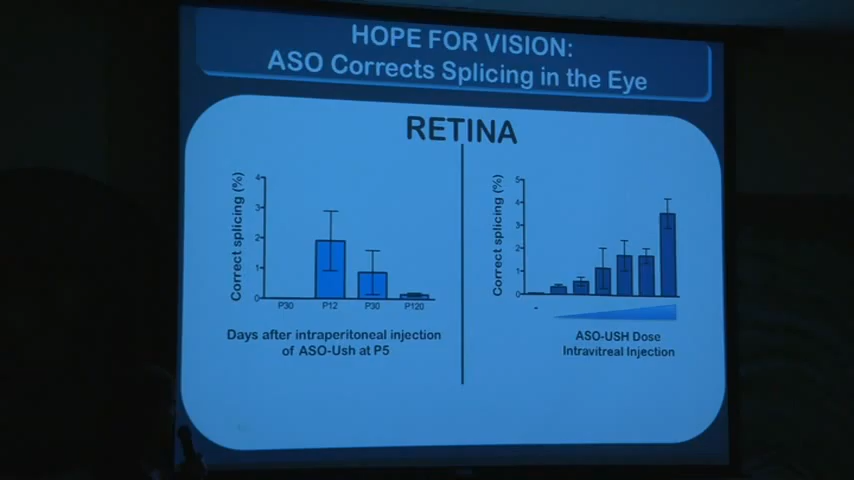 HOPE FOR VISION:
ASO Corrects Splicing in the Eye
RETINA
Correct splicing (%)
4
3
2
1
0
P30 P12 P30 P120
Days after intraperitoneal injection
of ASO-Ush at P5
Correct splicing (%)
5
4
3
2
1
0
-
ASO-USH Dose
Intravitreal Injection